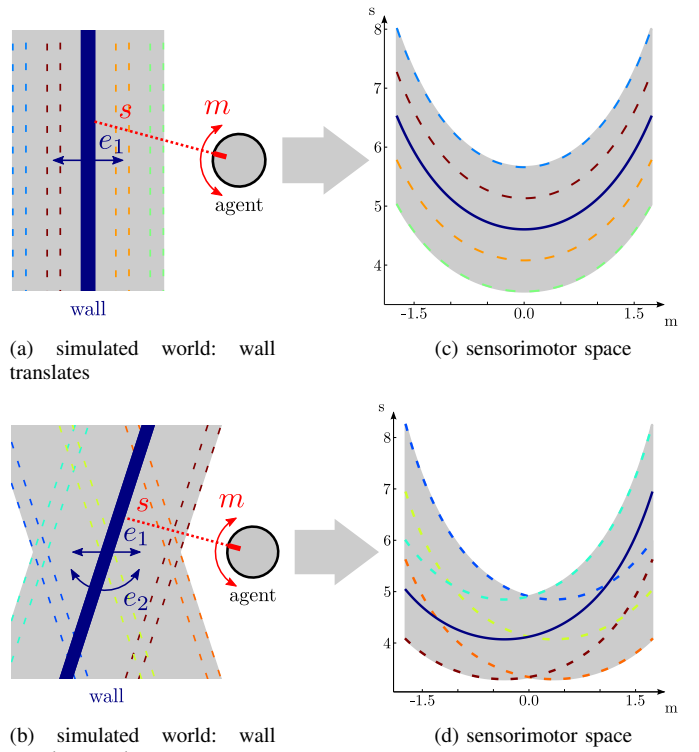 s
8
7
6
5
4
-1.5 0.0 1.5
m
m
s
e1
agent
wall
(a) simulated world: wall
translates
(c) sensorimotor space
s
8
7
6
5
4
-1.5 0.0 1.5
m
m
s
e1
e2
agent
wall
(b) simulated world: wall
(d) sensorimotor space